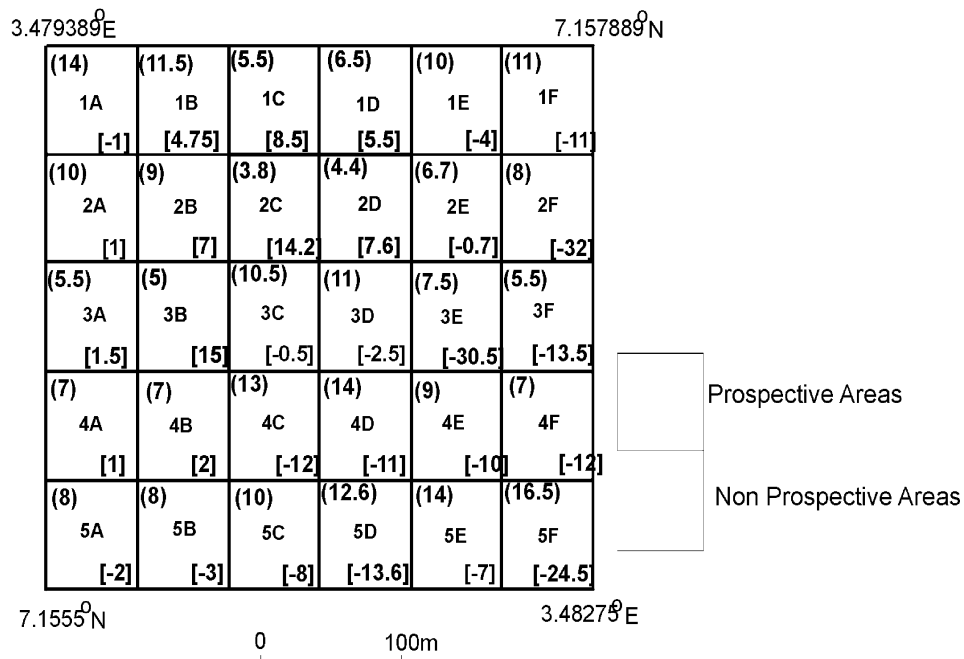 3.479389°E 7.157889°N
(14) (11.5) (5.5) (6.5) (10) (11)
1A 1B 1C 1D 1E 1F
[-1] [4.75] [8.5] [5.5] [-4] [-11]
(10) (9) (3.8) (4.4) (6.7) (8)
2A 2B 2C 2D 2E 2F
[1] [7] [14.2] [7.6] [-0.7] [-32]
(5.5) (5) (10.5) (11) (7.5) (5.5)
3A 3B 3C 3D 3E 3F
[1.5] [15] [-0.5] [-2.5] [-30.5] [-13.5]
(7) (7) (13) (14) (9) (7)
4A 4B 4C 4D 4E 4F
[1] [2] [-12] [-11] [-10] [-12]
(8) (8) (10) (12.6) (14) (16.5)
5A 5B 5C 5D 5E 5F
[-2] [-3] [-8] [-13.6] [-7] [-24.5]
7.1555°N 3.48275°E
0 100m
Prospective Areas
Non Prospective Areas